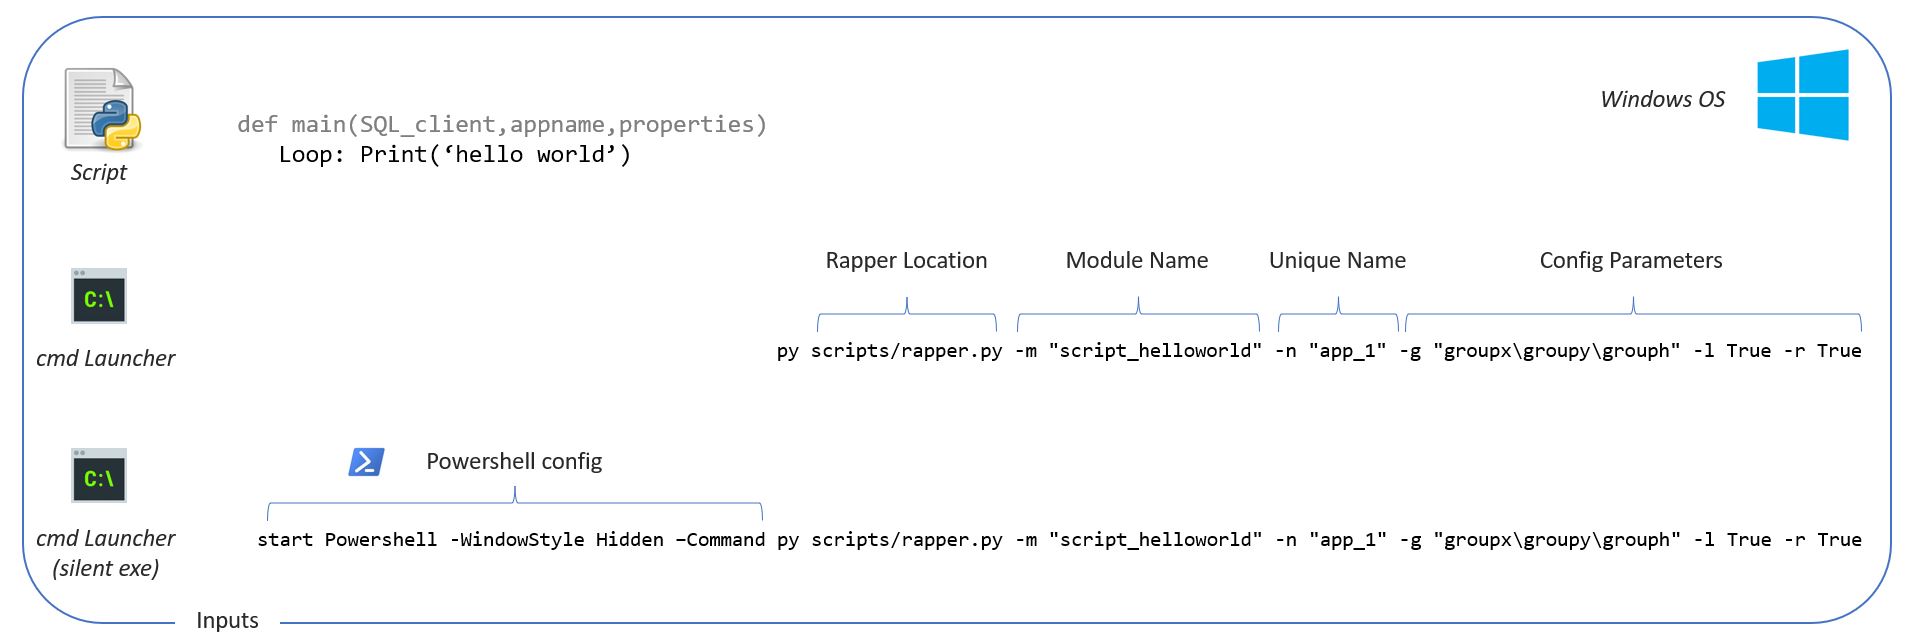 Windows OS
def main(SQL_client,appname,properties)
Loop: Print(‘hello world’)
Script
Rapper Location
Module Name
Unique Name
Config Parameters
C:\
py scripts/rapper.py -m "script_helloworld" -n "app_1" -g "groupx\groupy\grouph" -l True -r True
cmd Launcher
Powershell config
C:\
start Powershell -WindowStyle Hidden –Command py scripts/rapper.py -m "script_helloworld" -n "app_1" -g "groupx\groupy\grouph" -l True -r True
cmd Launcher
(silent exe)
Inputs